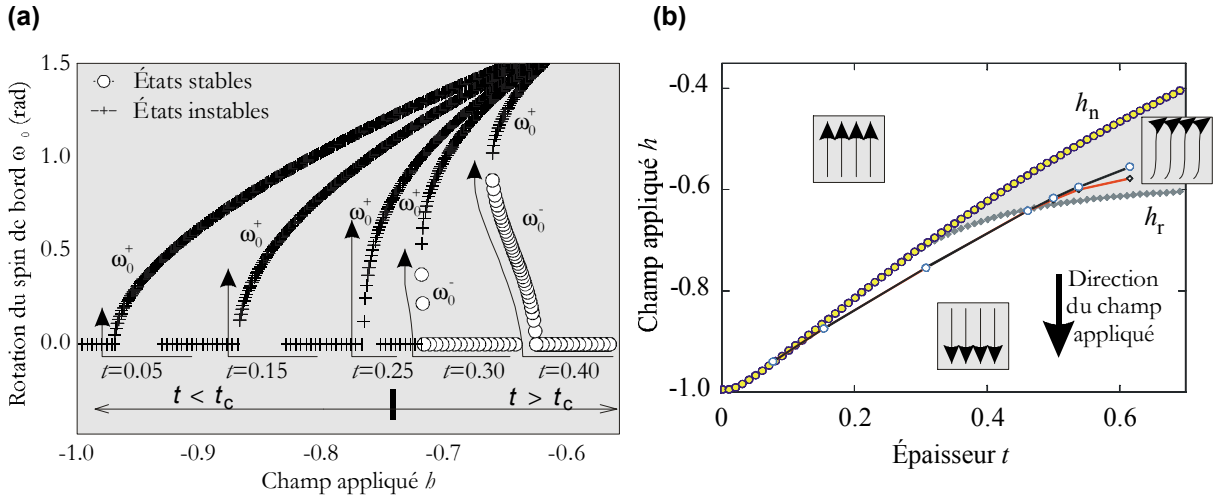 (a)
Rotation du spin de bord ω₀ (rad)
1.5
1.0
0.5
0.0
États stables
États instables
ω₀⁺
ω₀⁺
ω₀⁺
ω₀⁺
ω₀⁺
ω₀⁻
ω₀⁻
t=0.05
t=0.15
t=0.25
t=0.30
t=0.40
t < t_c
t > t_c
-1.0
-0.9
-0.8
-0.7
-0.6
Champ appliqué h
(b)
Champ appliqué h
-0.4
-0.6
-0.8
-1.0
hₙ
hᵣ
Direction
du champ
appliqué
0
0.2
0.4
0.6
Épaisseur t